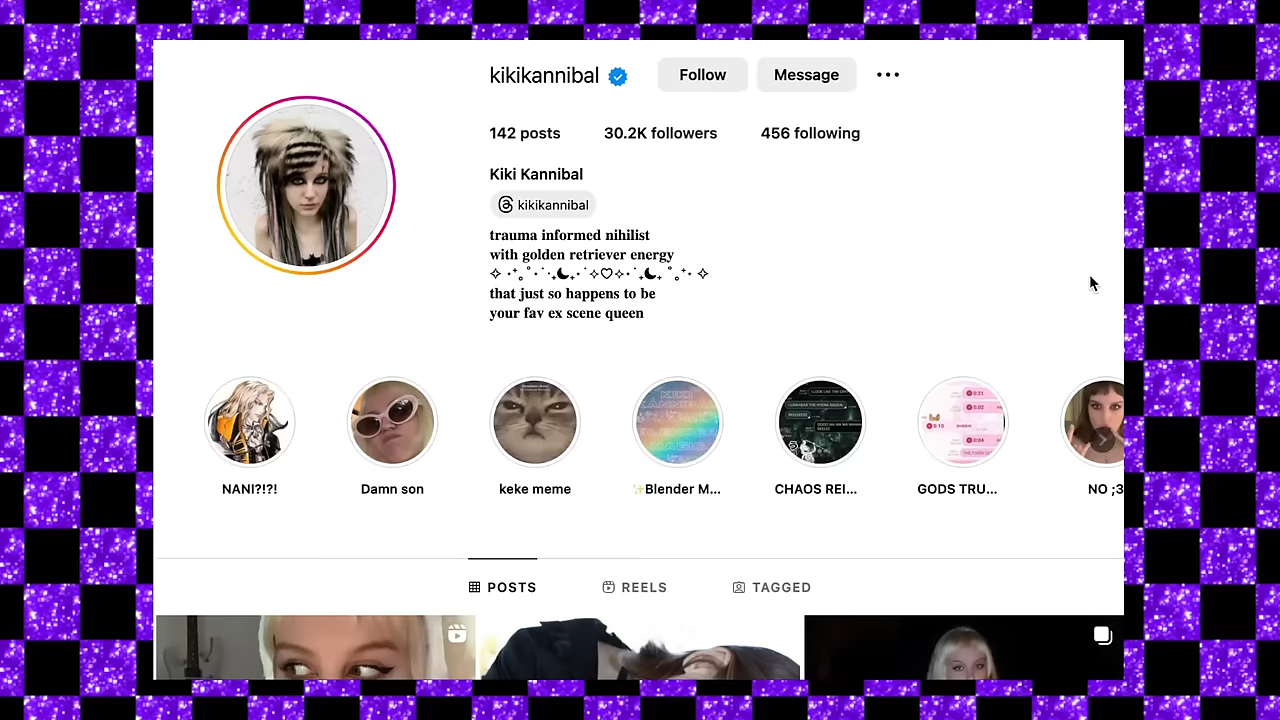 kikikannibal
Follow
Message
142 posts
30.2K followers
456 following
Kiki Kannibal
kikikannibal
trauma informed nihilist
with golden retriever energy
✧ ⋆⁺₊˚⋆˙‧₊☾₊⋆˙✧♡✧⋆˙₊☾₊˚₊⁺⋆ ✧
that just so happens to be
your fav ex scene queen
NANI?!?!
Damn son
keke meme
✨Blender M...
CHAOS REI...
GODS TRU...
NO ;3
POSTS
REELS
TAGGED